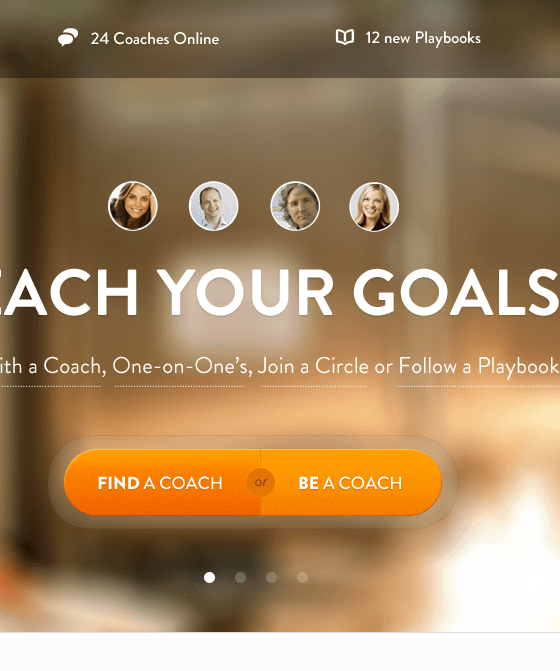 24 Coaches Online
12 new Playbooks
EACH YOUR GOALS
ith a Coach, One-on-One’s, Join a Circle or Follow a Playbook
FIND A COACH or BE A COACH